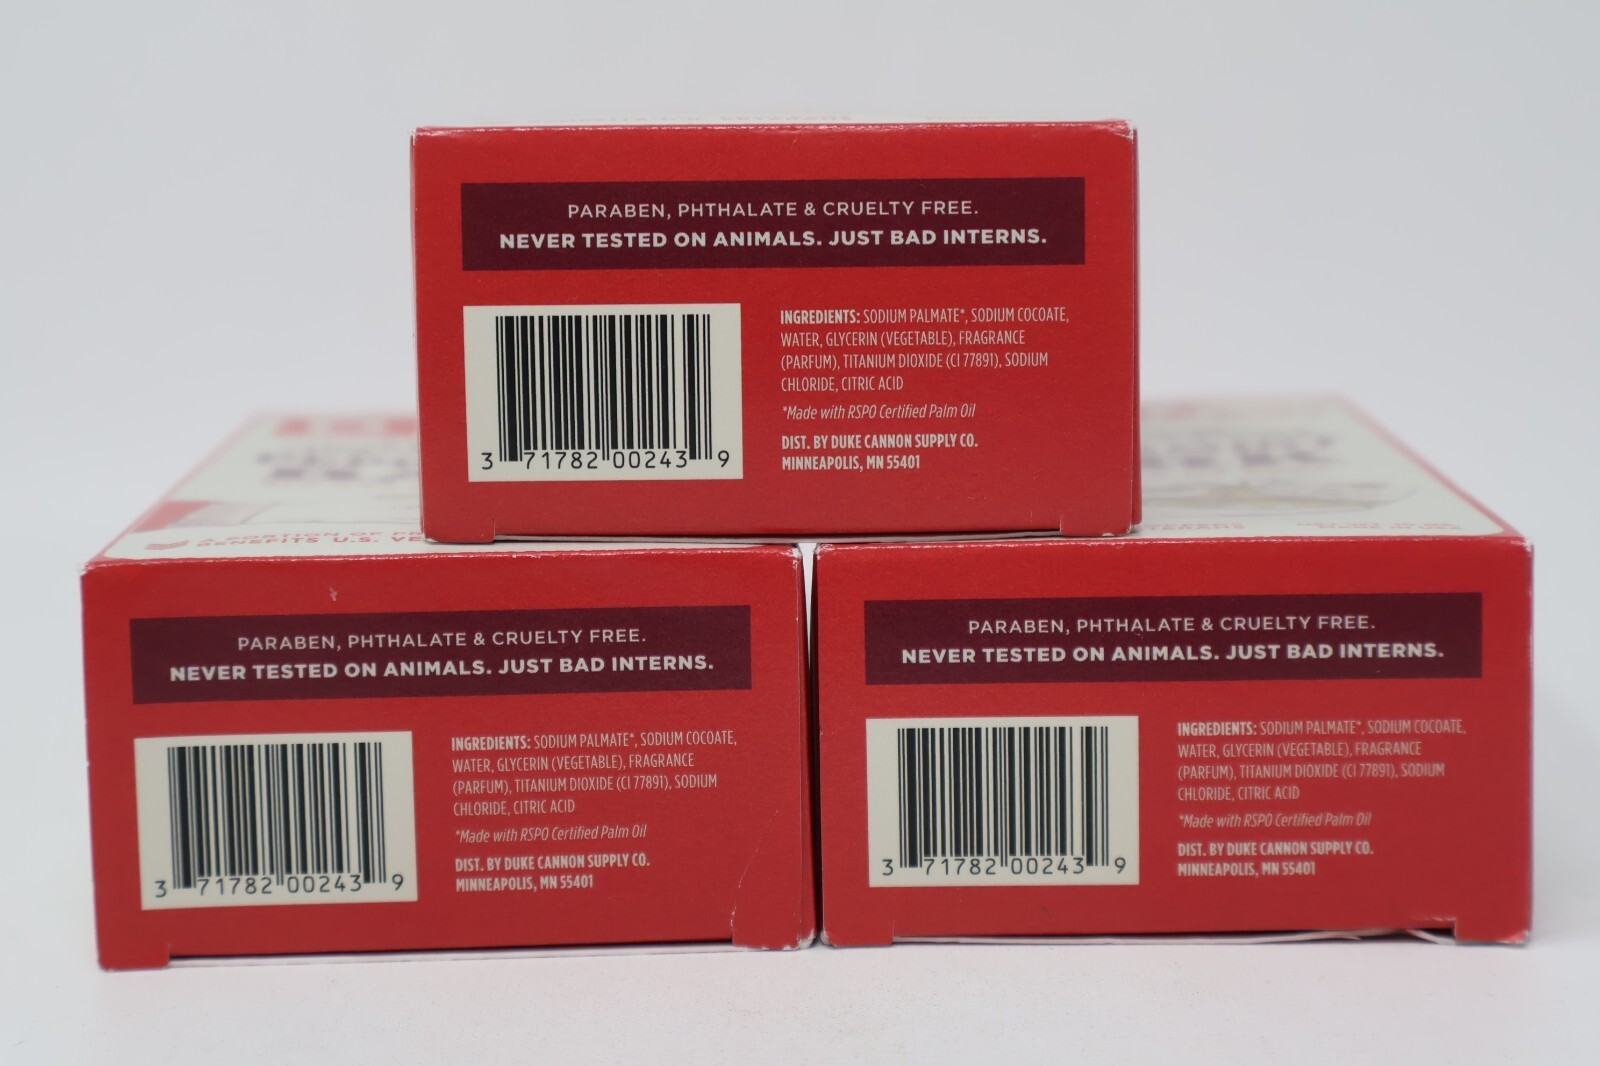 PARABEN, PHTHALATE & CRUELTY FREE.
NEVER TESTED ON ANIMALS. JUST BAD INTERNS.
INGREDIENTS: SODIUM PALMATE*, SODIUM COCOATE,
WATER, GLYCERIN (VEGETABLE), FRAGRANCE
(PARFUM), TITANIUM DIOXIDE (CI 77891), SODIUM
CHLORIDE, CITRIC ACID
*Made with RSPO Certified Palm Oil
DIST. BY DUKE CANNON SUPPLY CO.
MINNEAPOLIS, MN 55401
3 71782 00243 9
A PORTION OF
BENEFITS U.S.
PARABEN, PHTHALATE & CRUELTY FREE.
NEVER TESTED ON ANIMALS. JUST BAD INTERNS.
INGREDIENTS: SODIUM PALMATE*, SODIUM COCOATE,
WATER, GLYCERIN (VEGETABLE), FRAGRANCE
(PARFUM), TITANIUM DIOXIDE (CI 77891), SODIUM
CHLORIDE, CITRIC ACID
*Made with RSPO Certified Palm Oil
DIST. BY DUKE CANNON SUPPLY CO.
MINNEAPOLIS, MN 55401
3 71782 00243 9
PARABEN, PHTHALATE & CRUELTY FREE.
NEVER TESTED ON ANIMALS. JUST BAD INTERNS.
INGREDIENTS: SODIUM PALMATE*, SODIUM COCOATE,
WATER, GLYCERIN (VEGETABLE), FRAGRANCE
(PARFUM), TITANIUM DIOXIDE (CI 77891), SODIUM
CHLORIDE, CITRIC ACID
*Made with RSPO Certified Palm Oil
DIST. BY DUKE CANNON SUPPLY CO.
MINNEAPOLIS, MN 55401
3 71782 00243 9